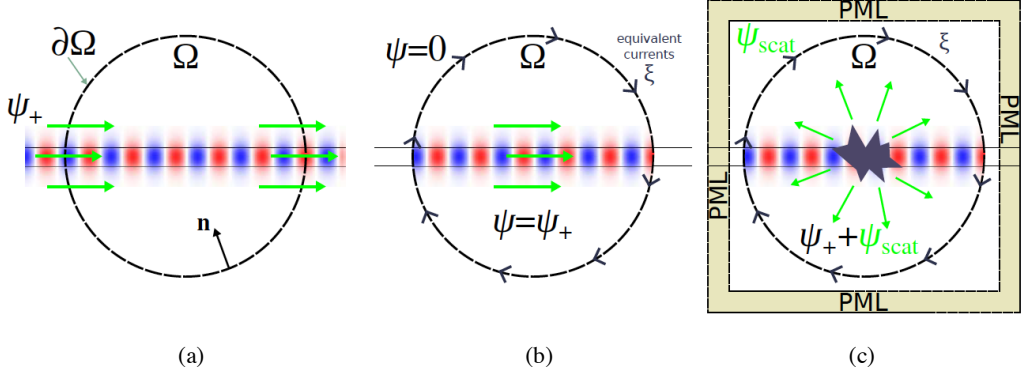 ∂Ω
Ω
ψ₊
n
(a)
ψ=0
Ω
equivalent
currents
ξ
ψ=ψ₊
(b)
PML
ψscat
Ω
ξ
PML
PML
ψ₊+ψscat
PML
(c)